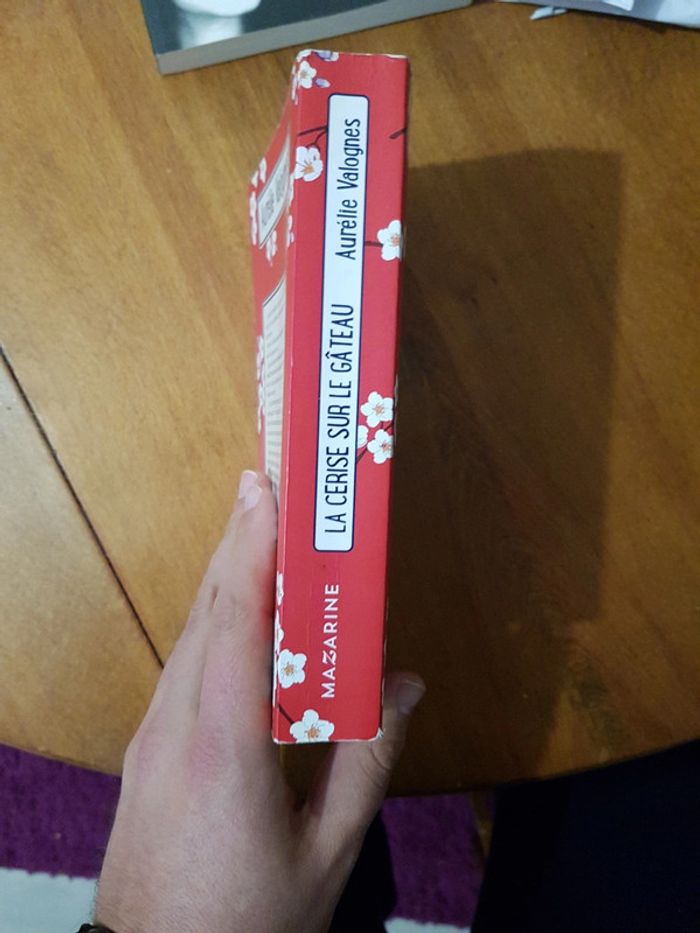 LA CERISE SUR LE GÂTEAU Aurélie Valognes
MAZARINE